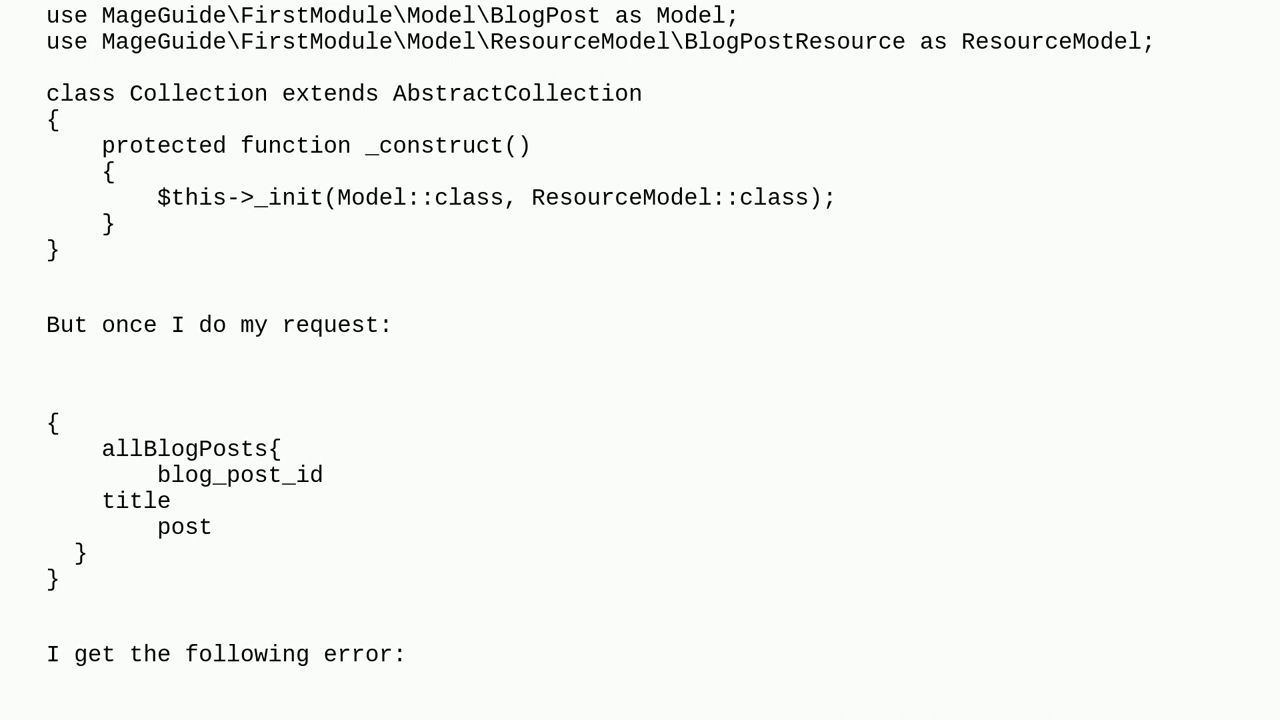 use MageGuide\FirstModule\Model\BlogPost as Model;
use MageGuide\FirstModule\Model\ResourceModel\BlogPostResource as ResourceModel;

class Collection extends AbstractCollection
{
    protected function _construct()
    {
        $this->_init(Model::class, ResourceModel::class);
    }
}

But once I do my request:

{
    allBlogPosts{
        blog_post_id
    title
        post
  }
}

I get the following error: